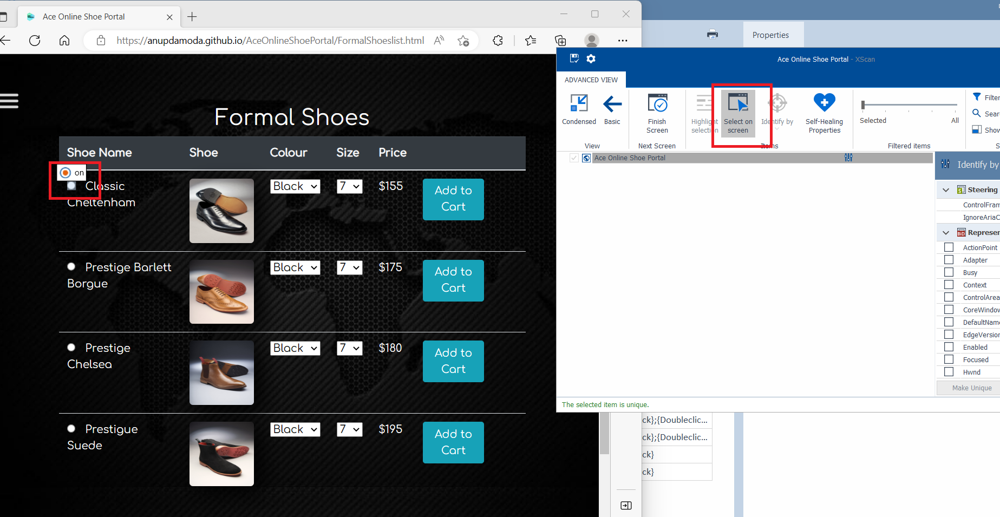 Ace Online Shoe Portal
https://anupdamoda.github.io/AceOnlineShoePortal/FormalShoeslist.html
Formal Shoes
Shoe Name Shoe Colour Size Price
on
Classic Cheltenham
Black 7 $155
Add to Cart
Prestige Barlett Borgue
Black 7 $175
Add to Cart
Prestige Chelsea
Black 7 $180
Add to Cart
Prestigue Suede
Black 7 $195
Add to Cart
Properties
Ace Online Shoe Portal - XScan
ADVANCED VIEW
Condensed
Basic
View
Finish Screen
Next Screen
Highlight selection
Select on screen
Identify by
Self-Healing Properties
Items
Selected
All
Filtered items
Filter
Sear
Show
S
Ace Online Shoe Portal
Identify by
Steering
ControlFram
IgnoreAriaC
Represen
ActionPoint
Adapter
Busy
Context
ControlArea
CoreWindow
DefaultName
EdgeVersion
Enabled
Focused
Hwnd
Make Unique
The selected item is unique.
ck};{Doubleclic...
ck};{Doubleclic...
ck}
ck}